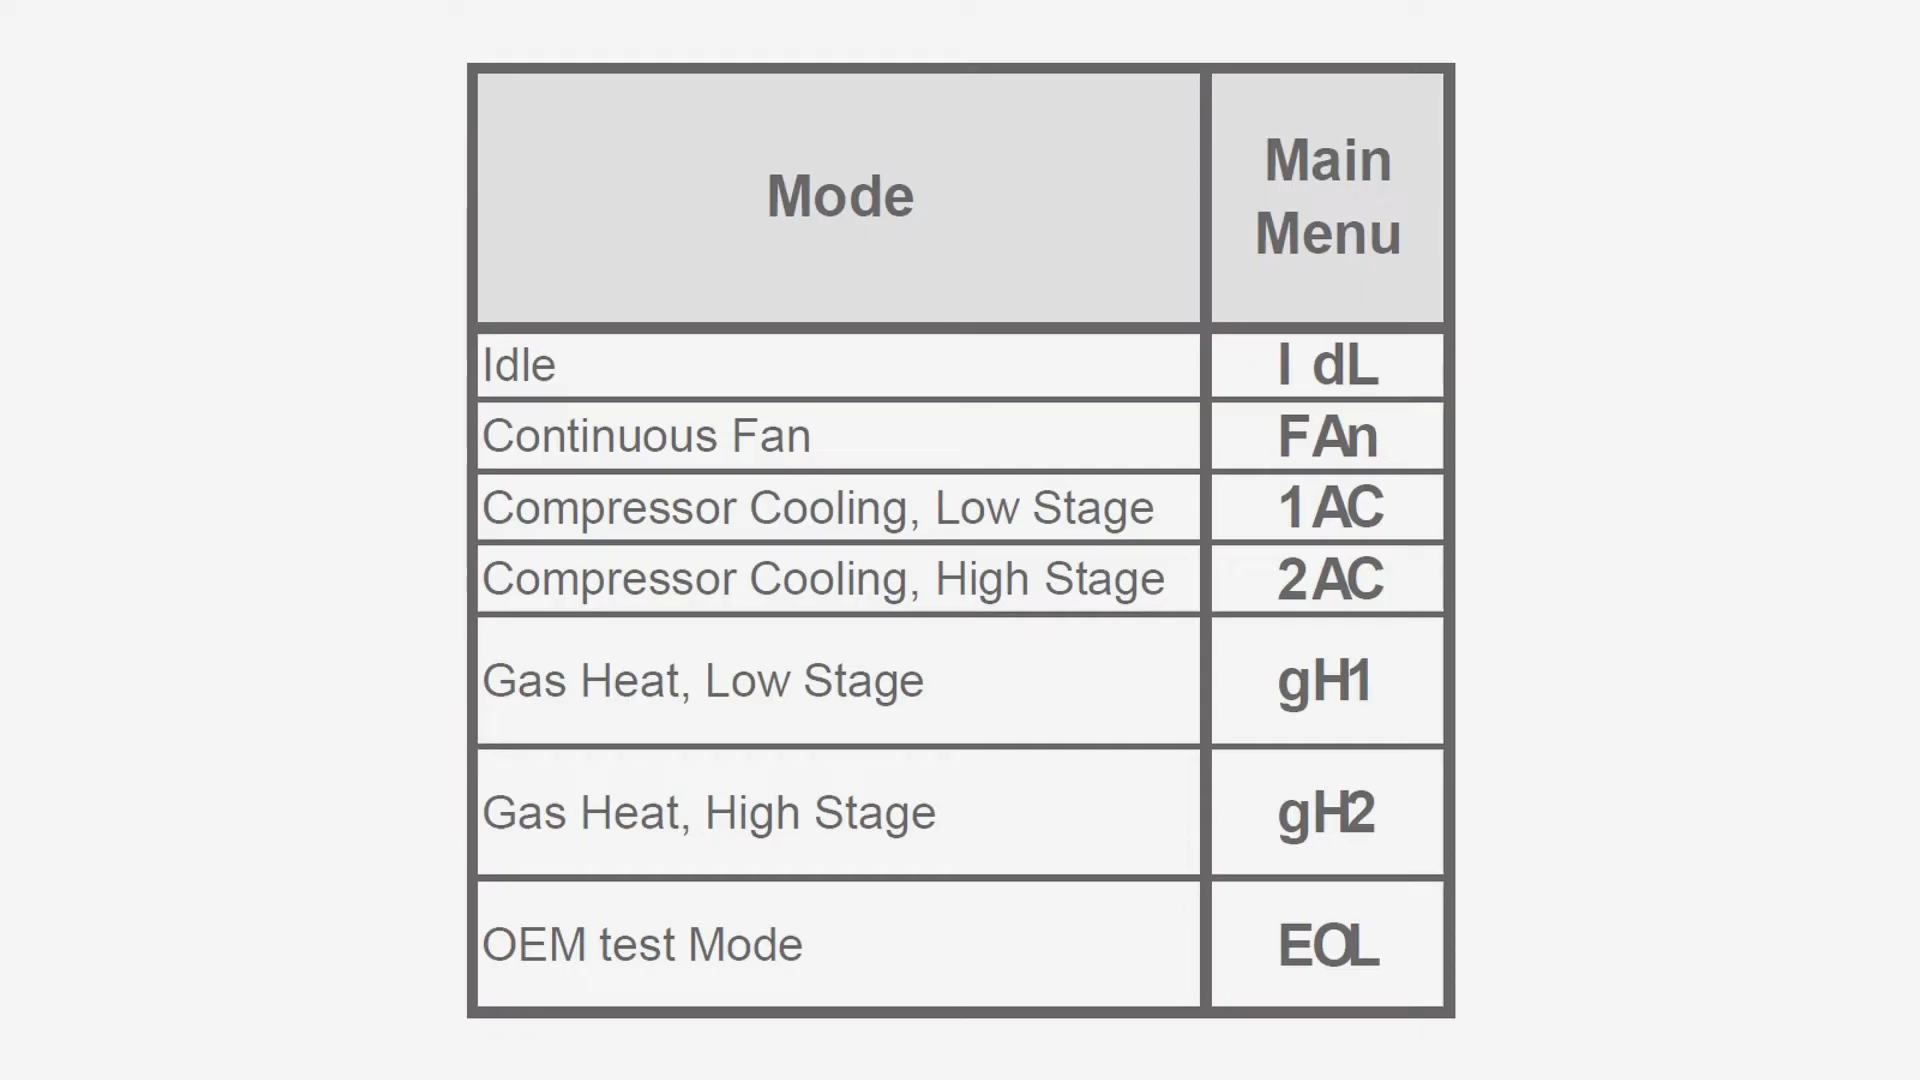 Mode
Main
Menu
Idle
I dL
Continuous Fan
FAn
Compressor Cooling, Low Stage
1AC
Compressor Cooling, High Stage
2AC
Gas Heat, Low Stage
gH1
Gas Heat, High Stage
gH2
OEM test Mode
EOL